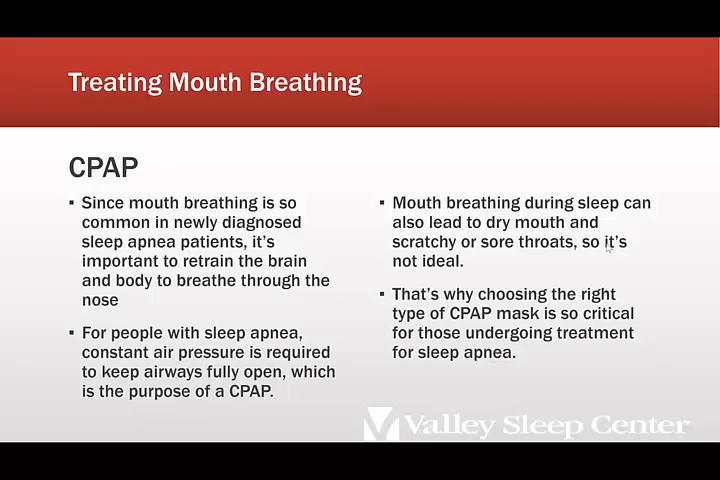 Treating Mouth Breathing
CPAP
▪ Since mouth breathing is so
common in newly diagnosed
sleep apnea patients, it's
important to retrain the brain
and body to breathe through the
nose
▪ For people with sleep apnea,
constant air pressure is required
to keep airways fully open, which
is the purpose of a CPAP.
▪ Mouth breathing during sleep can
also lead to dry mouth and
scratchy or sore throats, so it's
not ideal.
▪ That's why choosing the right
type of CPAP mask is so critical
for those undergoing treatment
for sleep apnea.
Valley Sleep Center